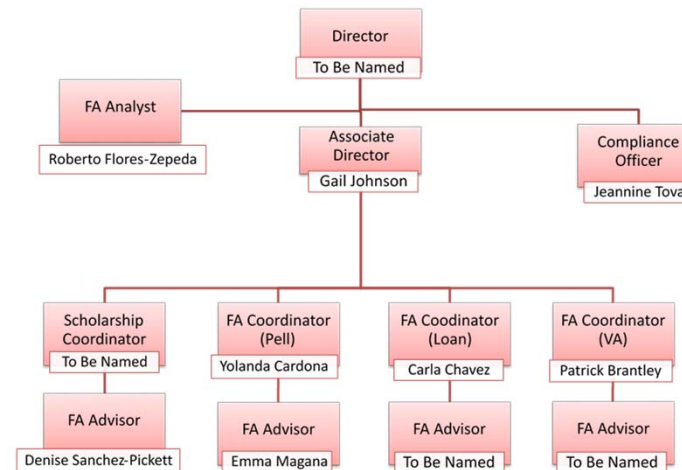 Director
To Be Named
FA Analyst
Roberto Flores-Zepeda
Associate
Director
Gail Johnson
Compliance
Officer
Jeannine Tova
Scholarship
Coordinator
To Be Named
FA Coordinator
(Pell)
Yolanda Cardona
FA Coodinator
(Loan)
Carla Chavez
FA Coordinator
(VA)
Patrick Brantley
FA Advisor
Denise Sanchez-Pickett
FA Advisor
Emma Magana
FA Advisor
To Be Named
FA Advisor
To Be Named